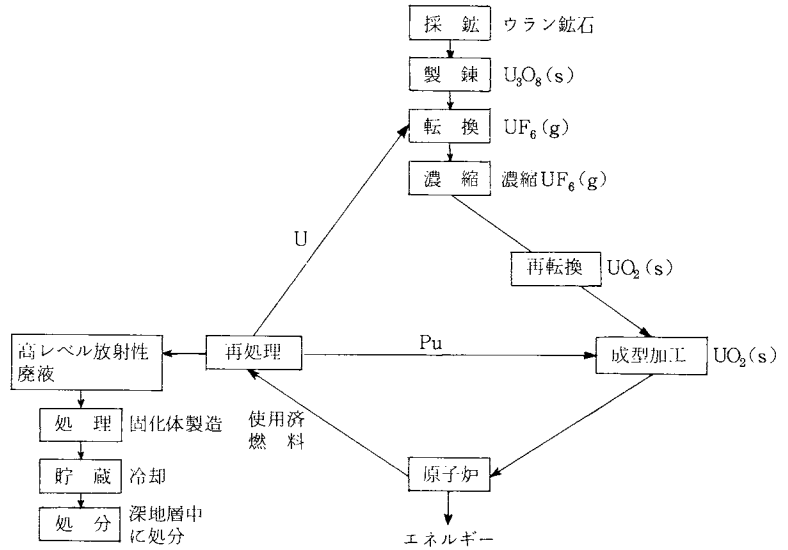 採鉱 ウラン鉱石
製錬 U₃O₈(s)
転換 UF₆(g)
濃縮 濃縮UF₆(g)
U
再転換 UO₂(s)
高レベル放射性
廃液
再処理
Pu
成型加工 UO₂(s)
処理 固化体製造
使用済
燃料
貯蔵 冷却
原子炉
処分 深地層中
に処分
エネルギー